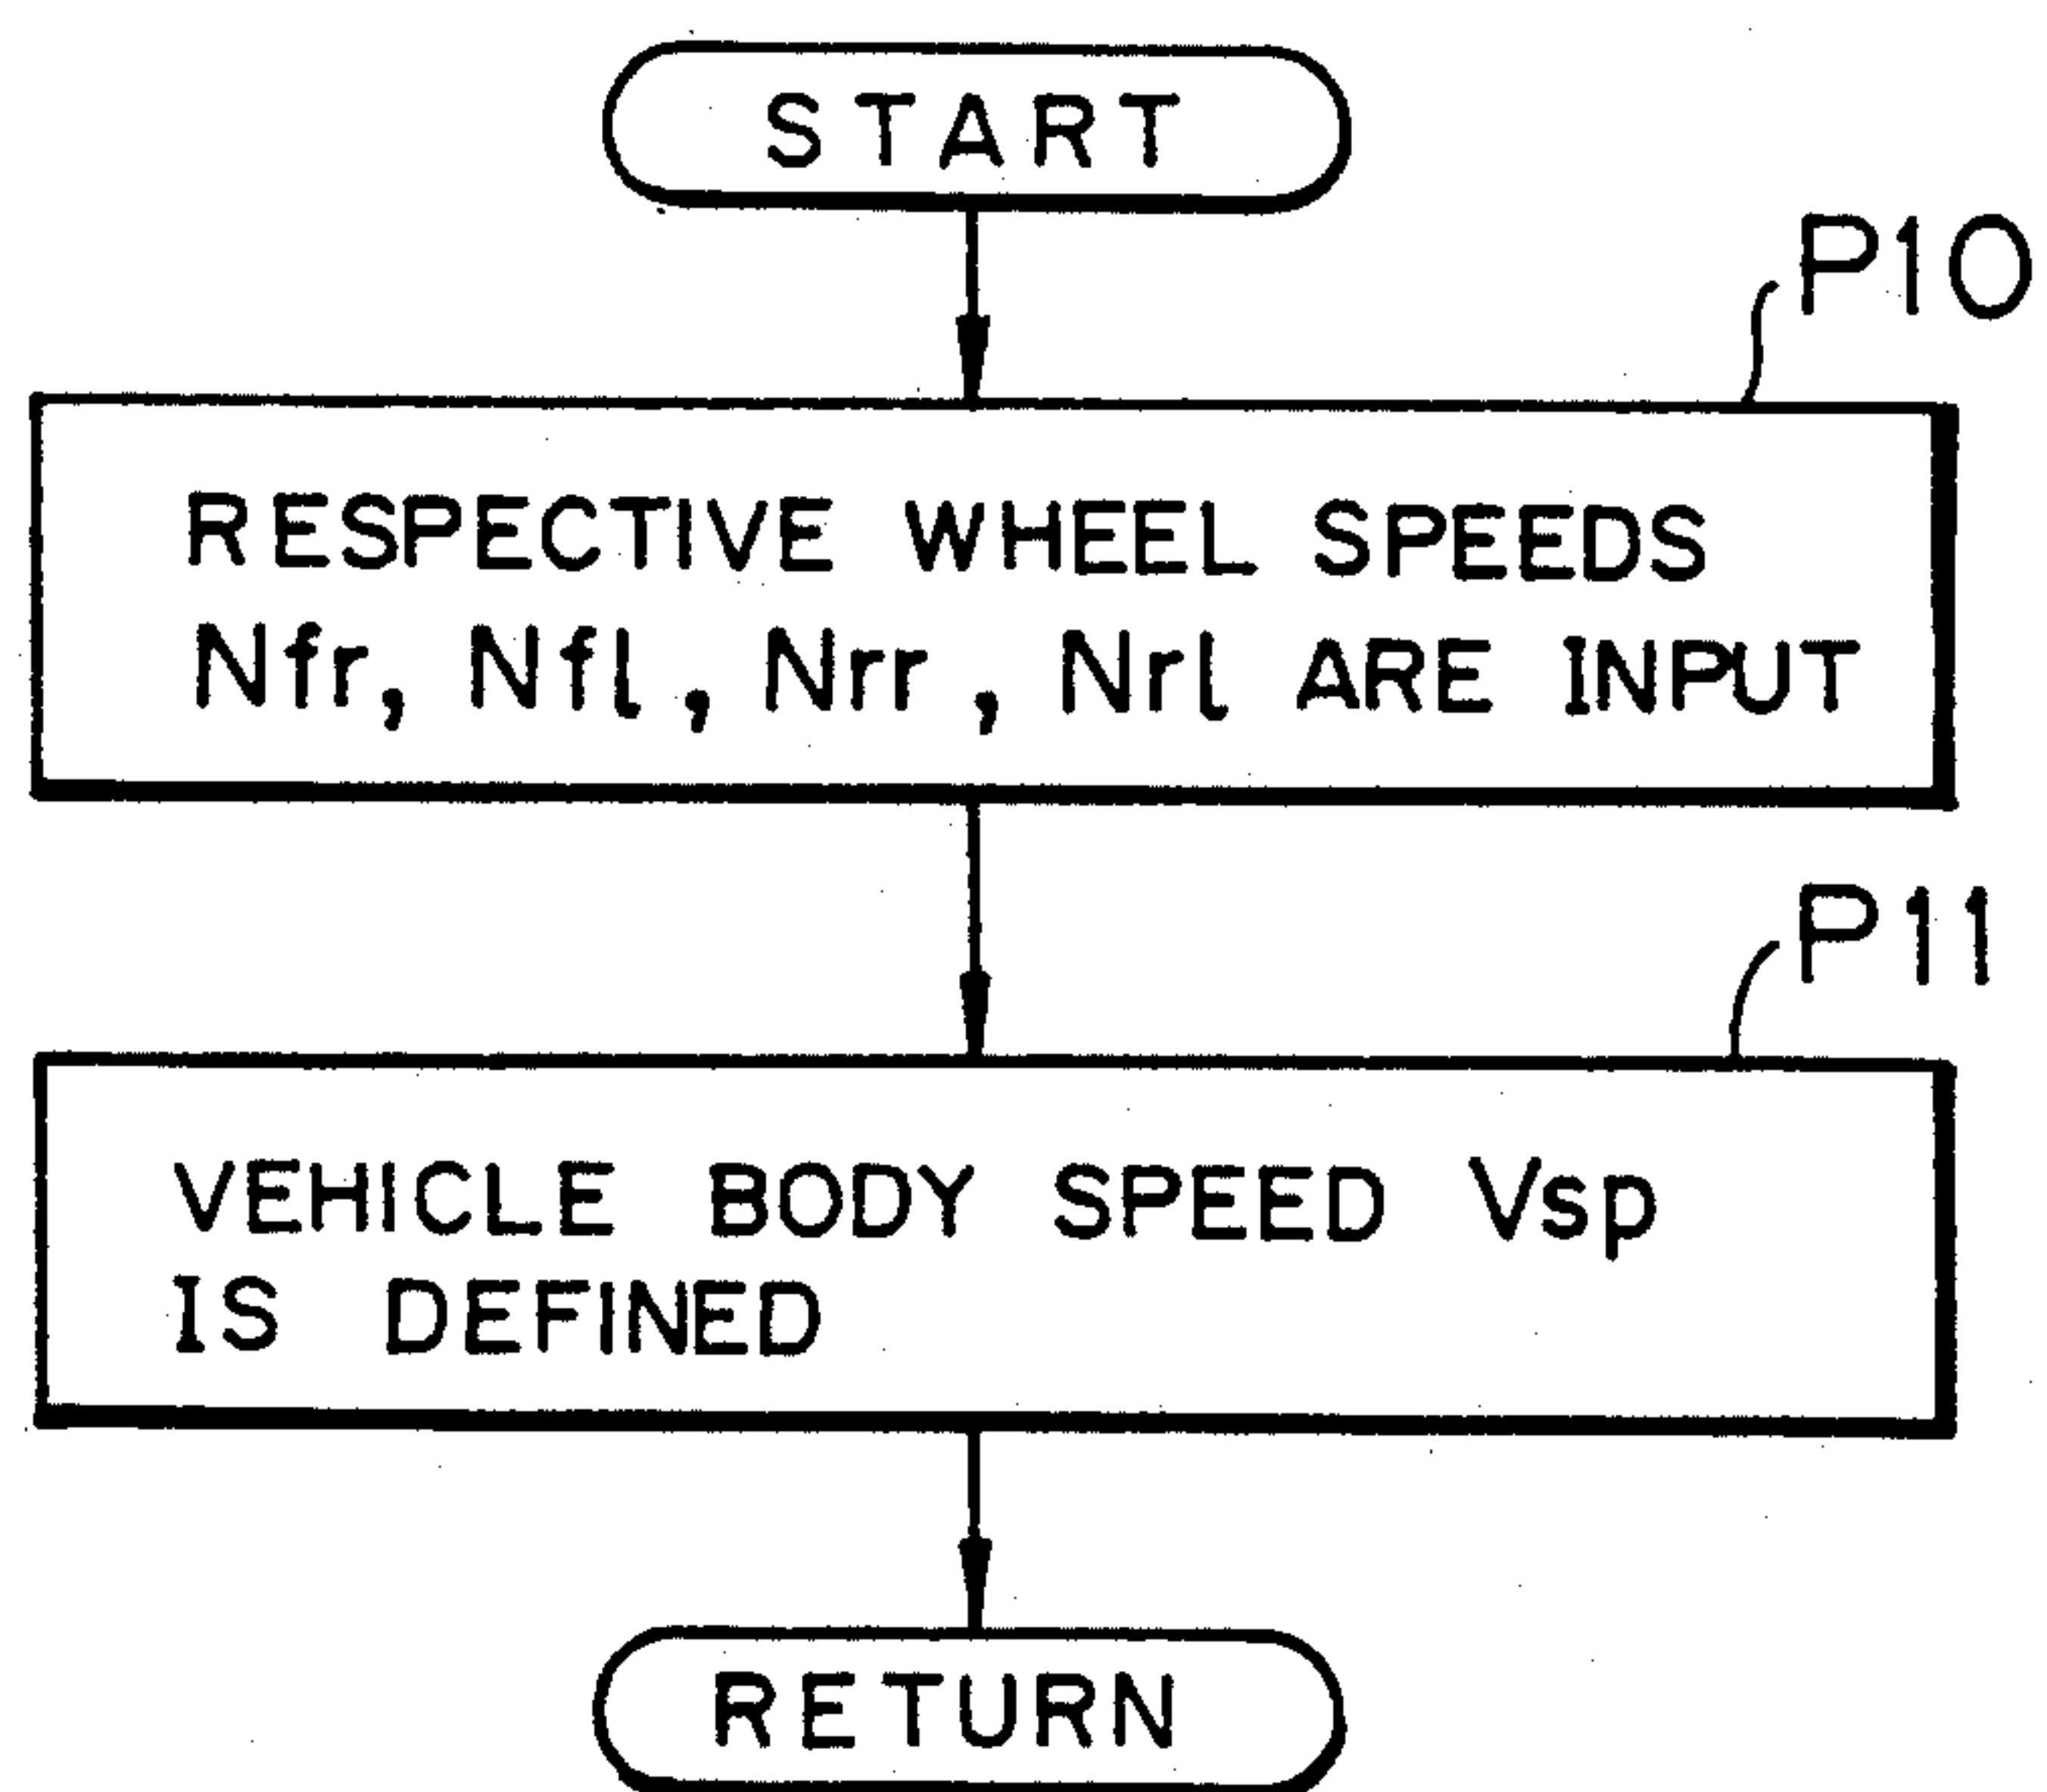 START
P10
RESPECTIVE WHEEL SPEEDS
Nfr, Nfl, Nrr, Nrl ARE INPUT
P11
VEHICLE BODY SPEED Vsp
IS DEFINED
RETURN